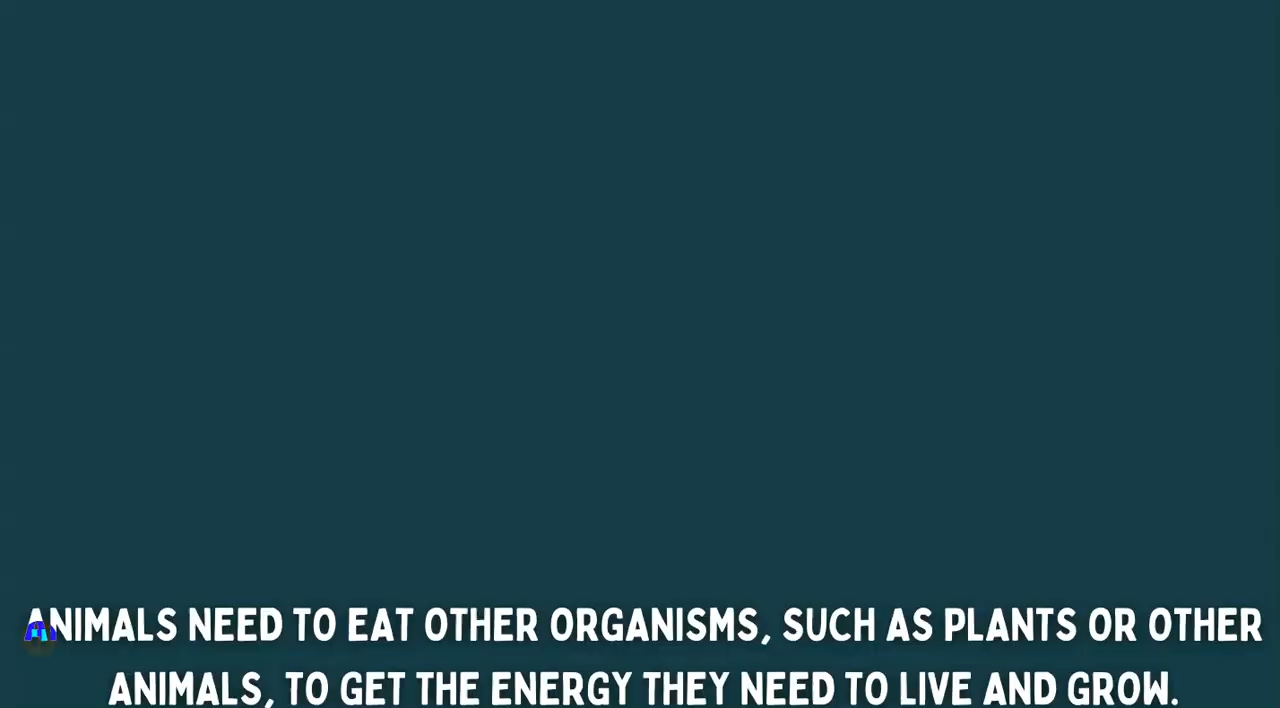 ANIMALS NEED TO EAT OTHER ORGANISMS, SUCH AS PLANTS OR OTHER
ANIMALS, TO GET THE ENERGY THEY NEED TO LIVE AND GROW.